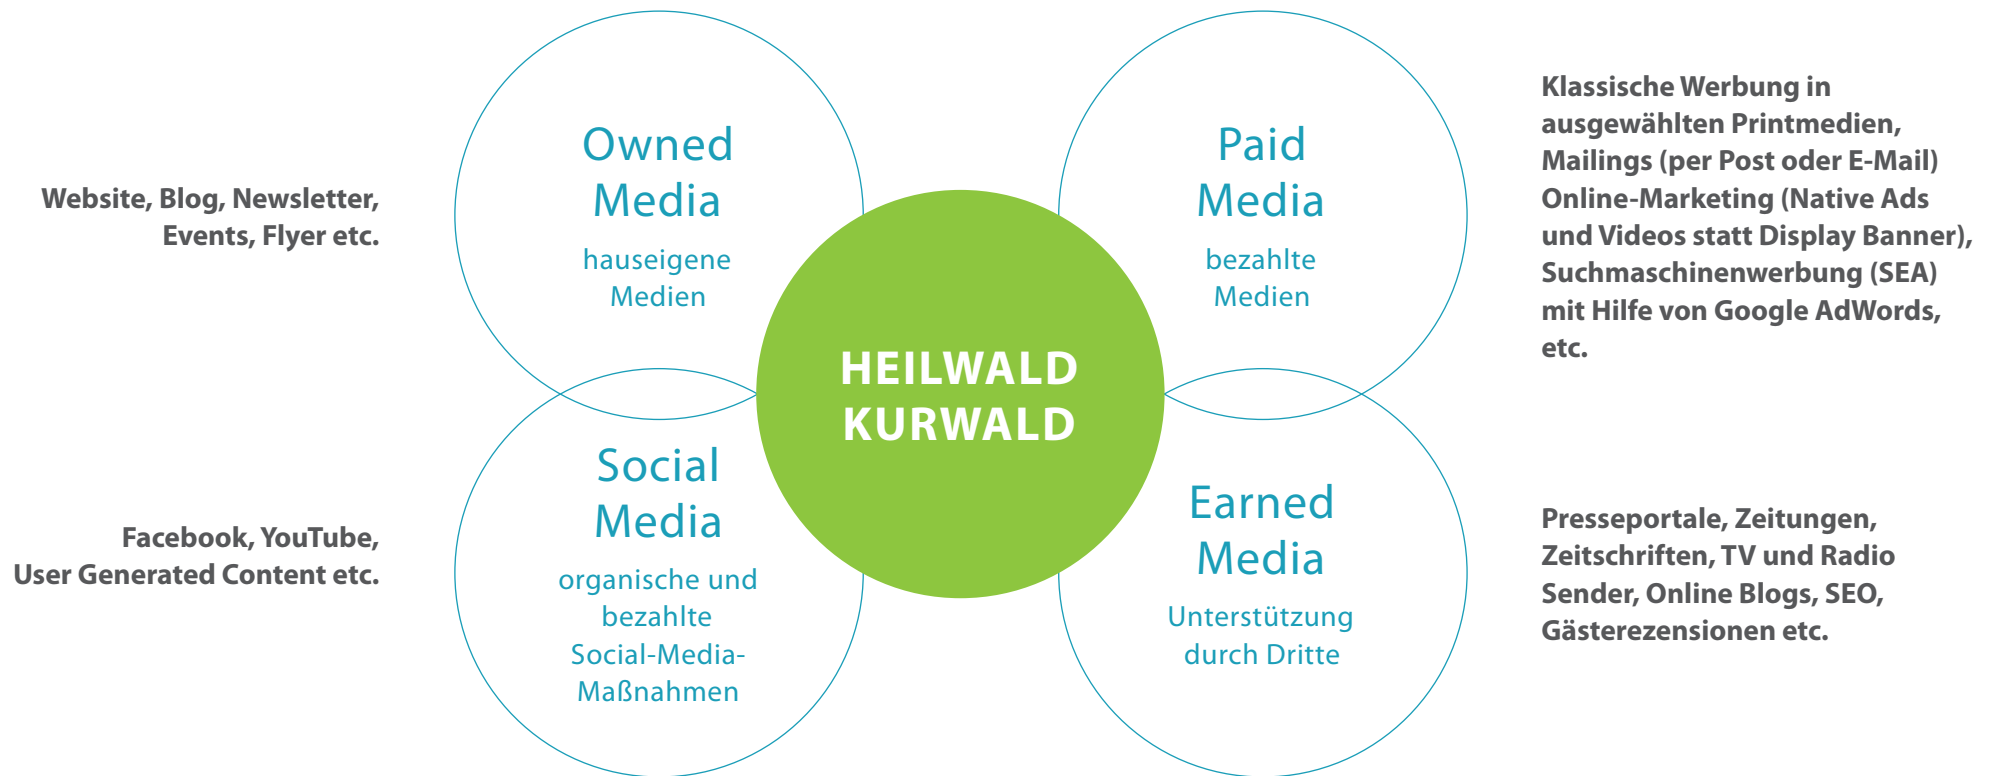 Website, Blog, Newsletter,
Events, Flyer etc.
Owned
Media
hauseigene
Medien
Paid
Media
bezahlte
Medien
Klassische Werbung in
ausgewählten Printmedien,
Mailings (per Post oder E-Mail)
Online-Marketing (Native Ads
und Videos statt Display Banner),
Suchmaschinenwerbung (SEA)
mit Hilfe von Google AdWords,
etc.
HEILWALD
KURWALD
Facebook, YouTube,
User Generated Content etc.
Social
Media
organische und
bezahlte
Social-Media-
Maßnahmen
Earned
Media
Unterstützung
durch Dritte
Presseportale, Zeitungen,
Zeitschriften, TV und Radio
Sender, Online Blogs, SEO,
Gästerezensionen etc.